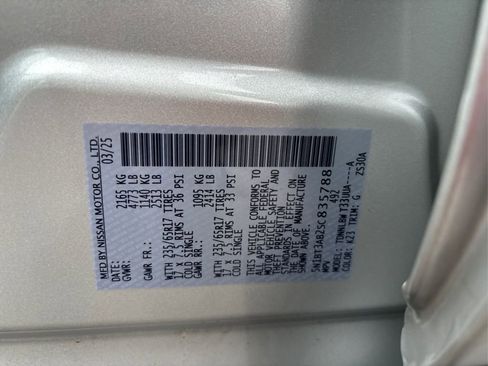 MFD BY NISSAN MOTOR CO., LTD.
03/25
GVWR: 2165 KG
4773 LB
GAWR FR.: 1140 KG
2513 LB
WITH 235/65R17 TIRES
17 x 7.5 RIMS AT 36 PSI
COLD SINGLE
GAWR RR.: 1095 KG
2414 LB
WITH 235/65R17 TIRES
17 x 7.5 RIMS AT 33 PSI
COLD SINGLE
THIS VEHICLE CONFORMS TO
ALL APPLICABLE FEDERAL
MOTOR VEHICLE SAFETY AND
THEFT PREVENTION
STANDARDS IN EFFECT ON
THE DATE OF MANUFACTURE
SHOWN ABOVE.
835788
MPV 492
COLOR: K23 TRIM: G
ZS30A